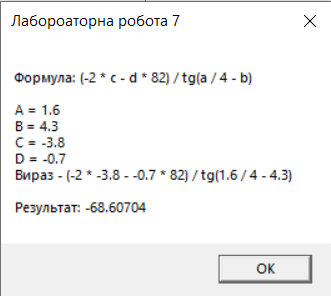 Лабороаторна робота 7
Формула: (-2 * c - d * 82) / tg(a / 4 - b)
A = 1.6
B = 4.3
C = -3.8
D = -0.7
Вираз - (-2 * -3.8 - -0.7 * 82) / tg(1.6 / 4 - 4.3)
Результат: -68.60704
OK